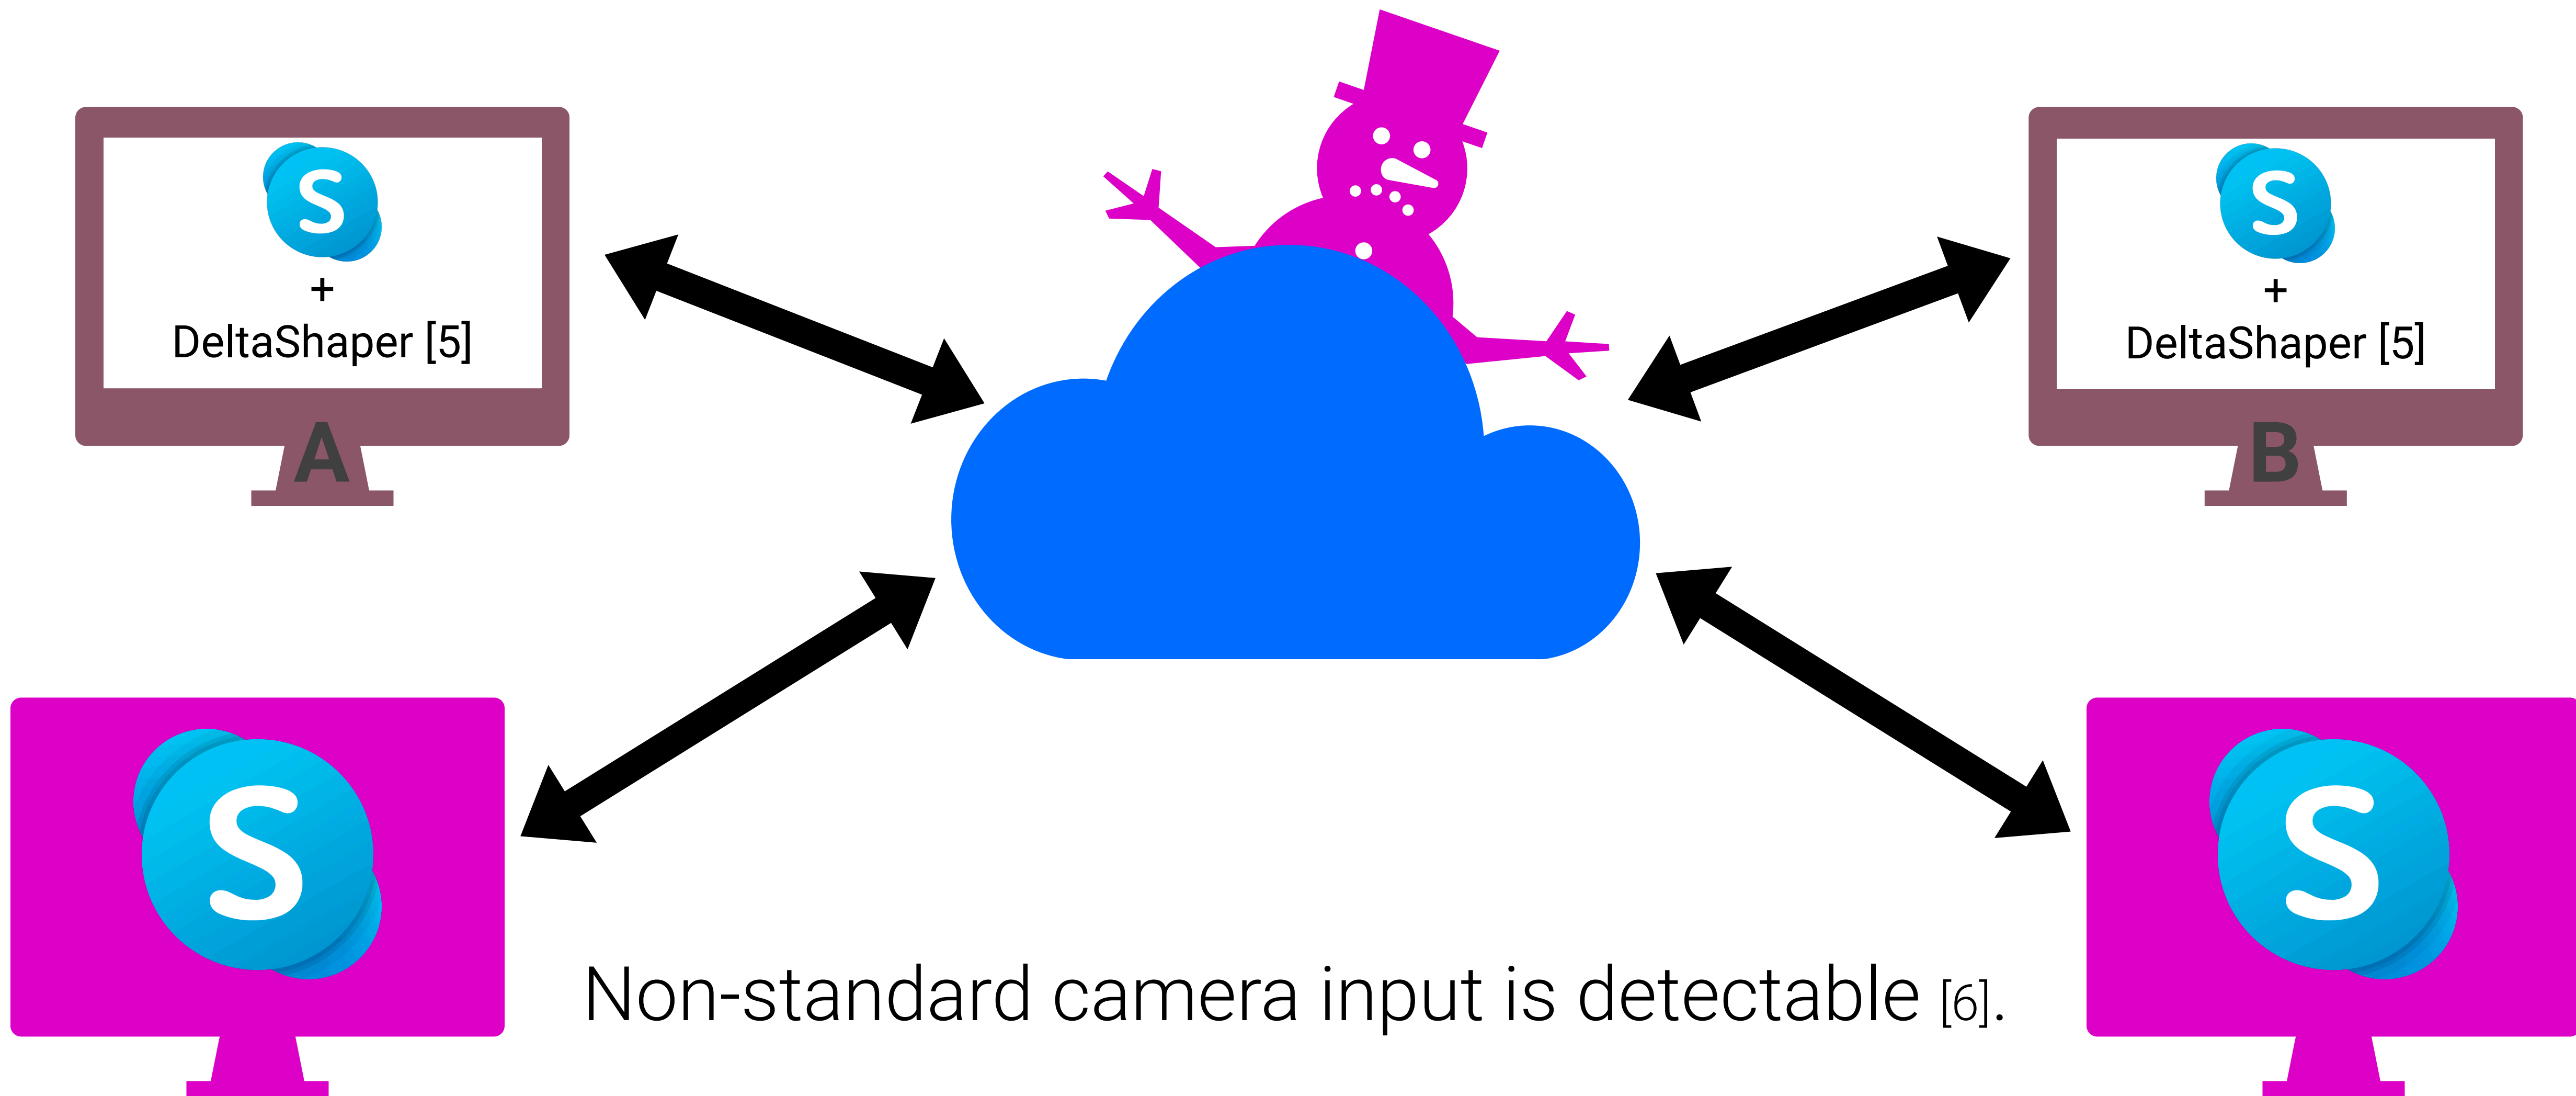 S
+
DeltaShaper [5]
A
S
+
DeltaShaper [5]
B
S
S
Non-standard camera input is detectable [6].